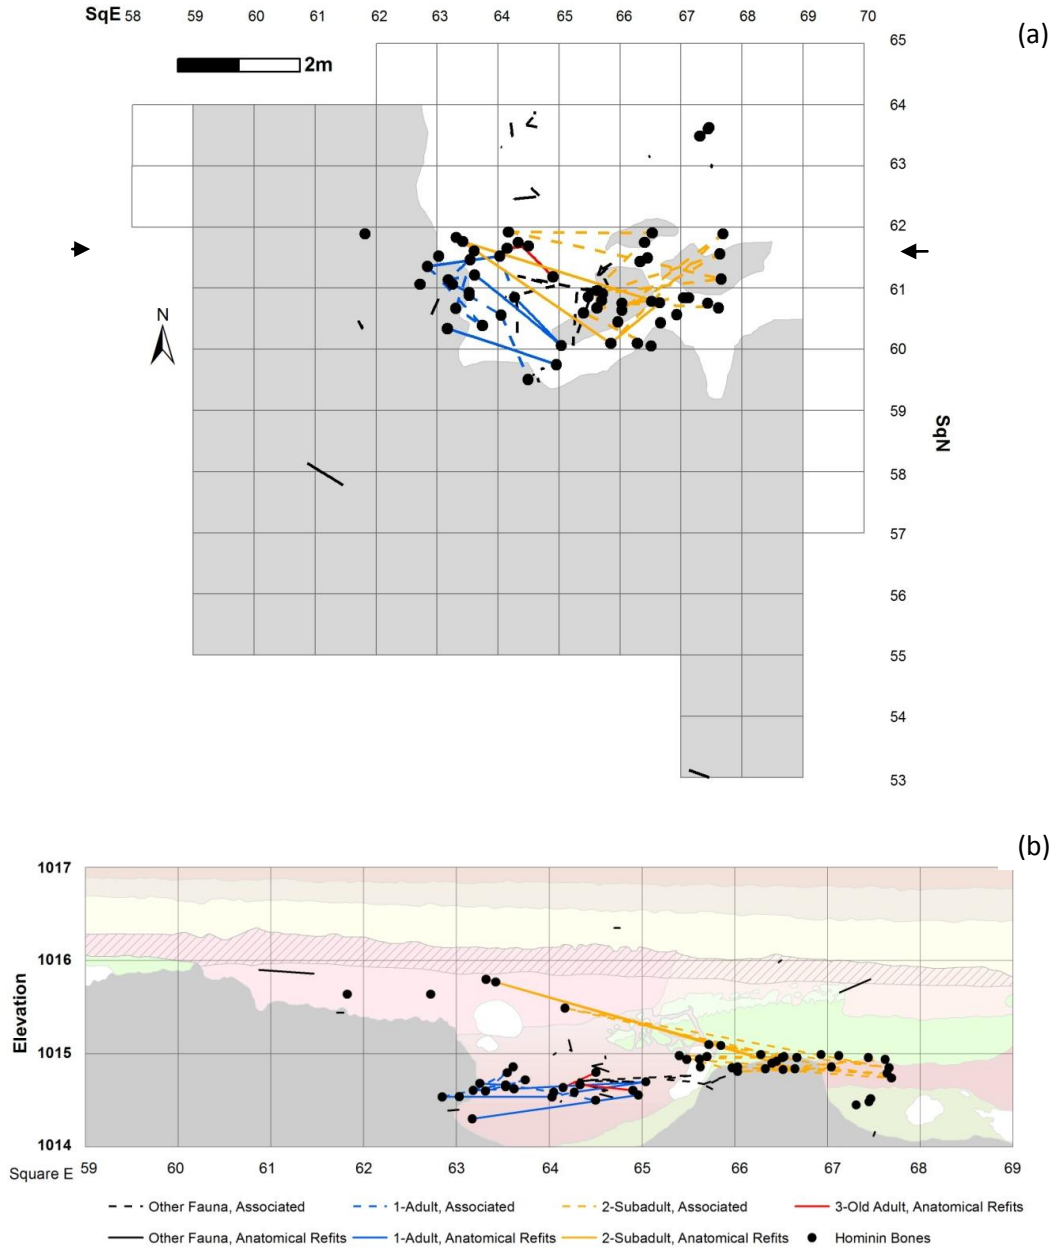 SqE 58 59 60 61 62 63 64 65 66 67 68 69 70
(a)
65
2m
64
63
62
N
61
60
59
SqN
58
57
56
55
54
53
(b)
1017
1016
Elevation
1015
1014
Square E 59 60 61 62 63 64 65 66 67 68 69
Other Fauna, Associated 1-Adult, Associated 2-Subadult, Associated 3-Old Adult, Anatomical Refits
Other Fauna, Anatomical Refits 1-Adult, Anatomical Refits 2-Subadult, Anatomical Refits Hominin Bones